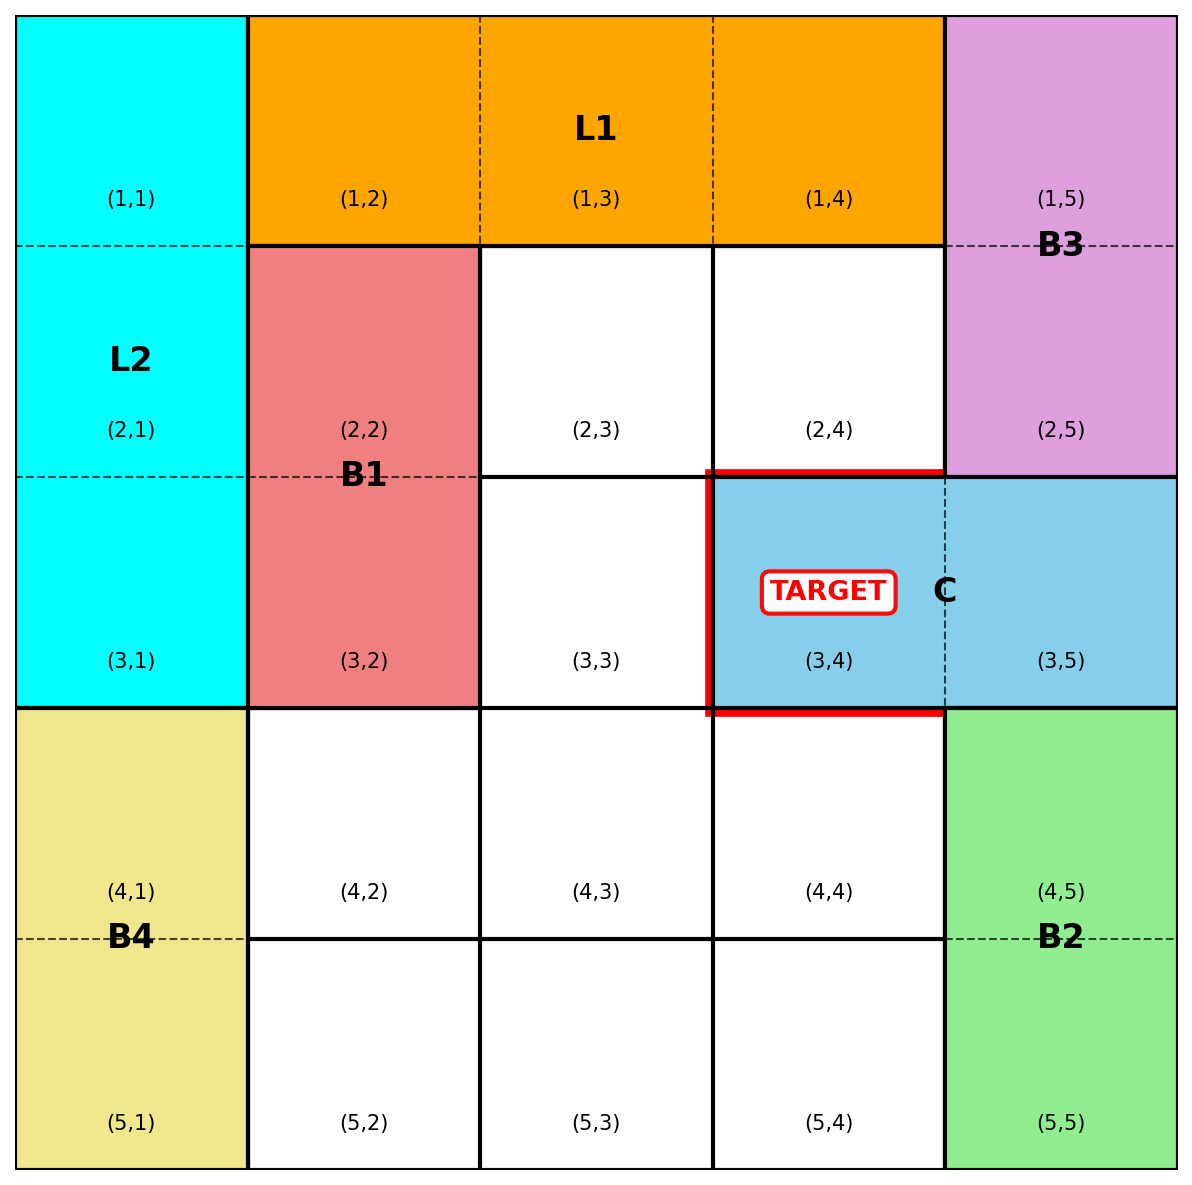 L1
(1,1) (1,2) (1,3) (1,4) (1,5)
B3
L2
(2,1) (2,2) (2,3) (2,4) (2,5)
B1
TARGET C
(3,1) (3,2) (3,3) (3,4) (3,5)
(4,1) (4,2) (4,3) (4,4) (4,5)
B4 B2
(5,1) (5,2) (5,3) (5,4) (5,5)